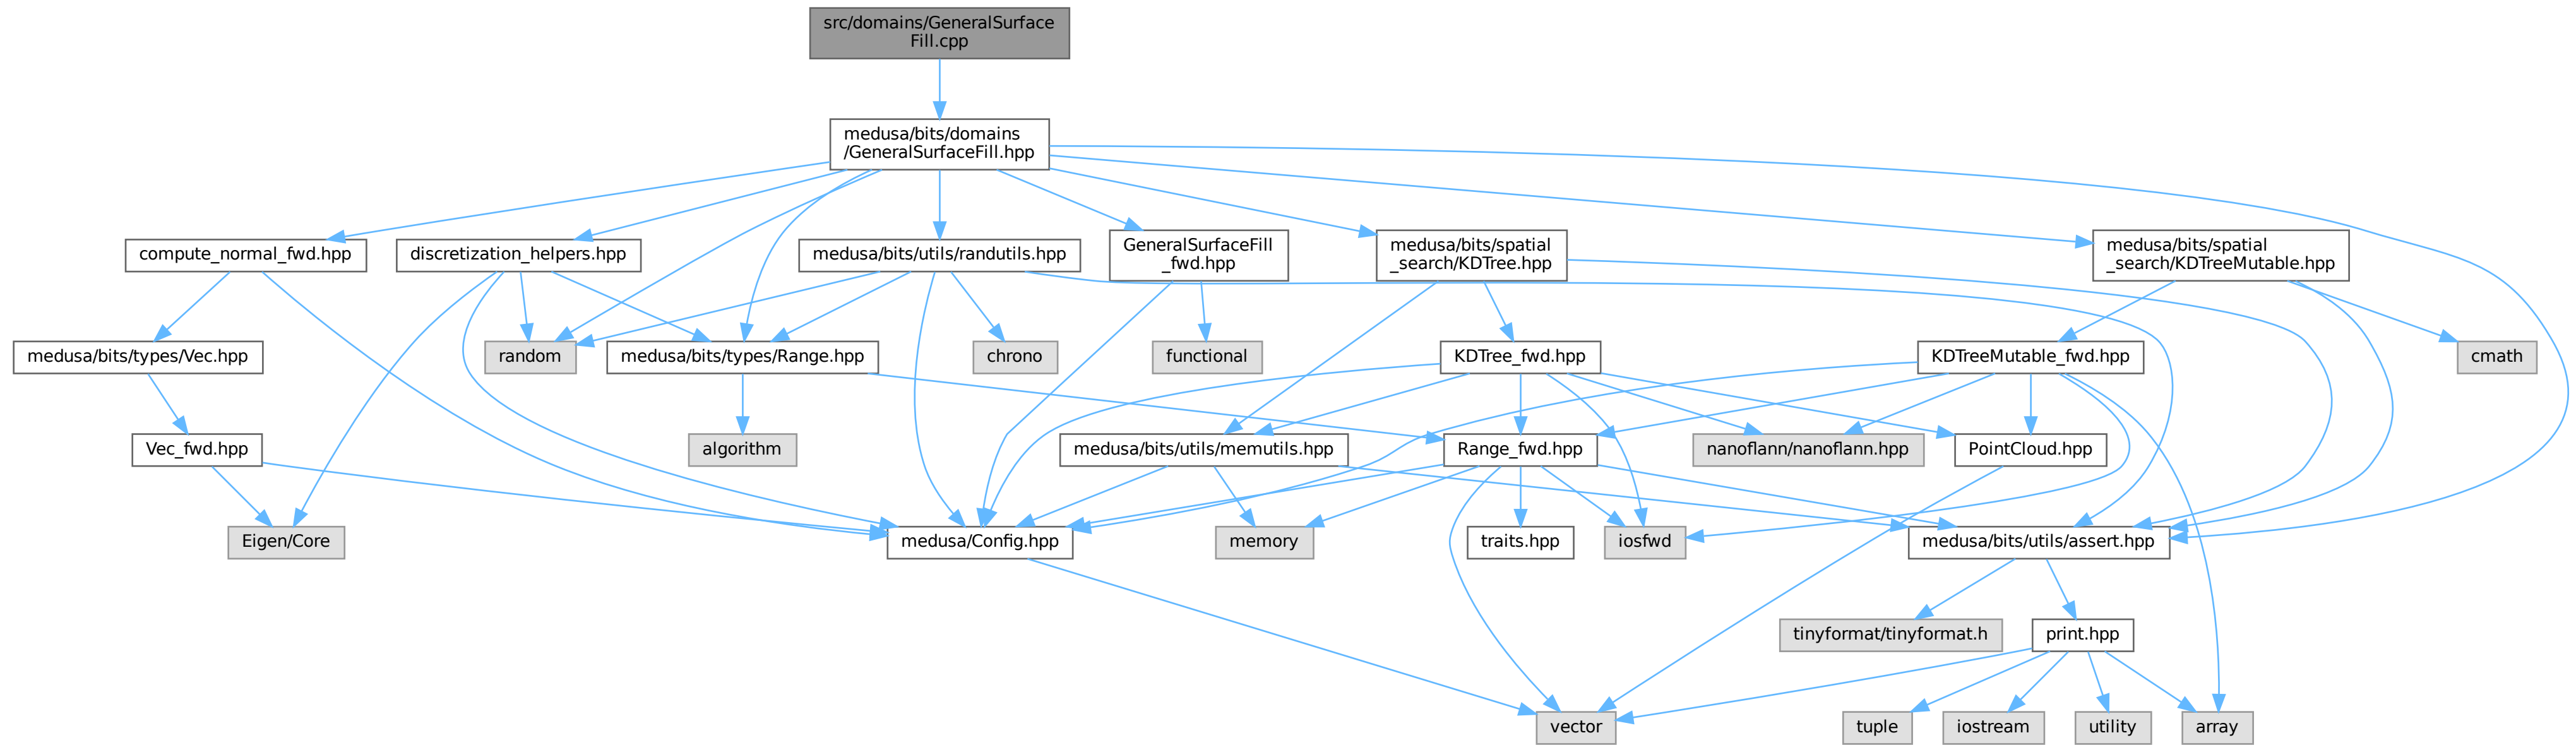 src/domains/GeneralSurface
Fill.cpp
medusa/bits/domains
/GeneralSurfaceFill.hpp
compute_normal_fwd.hpp
discretization_helpers.hpp
medusa/bits/utils/randutils.hpp
GeneralSurfaceFill
_fwd.hpp
medusa/bits/spatial
_search/KDTree.hpp
medusa/bits/spatial
_search/KDTreeMutable.hpp
medusa/bits/types/Vec.hpp
random
medusa/bits/types/Range.hpp
chrono
functional
KDTree_fwd.hpp
KDTreeMutable_fwd.hpp
cmath
Vec_fwd.hpp
algorithm
medusa/bits/utils/memutils.hpp
Range_fwd.hpp
nanoflann/nanoflann.hpp
PointCloud.hpp
Eigen/Core
medusa/Config.hpp
memory
traits.hpp
iosfwd
medusa/bits/utils/assert.hpp
tinyformat/tinyformat.h
print.hpp
vector
tuple
iostream
utility
array